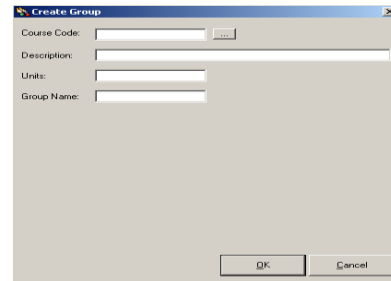 Create Group
Course Code:
...
Description:
Units:
Group Name:
OK
Cancel